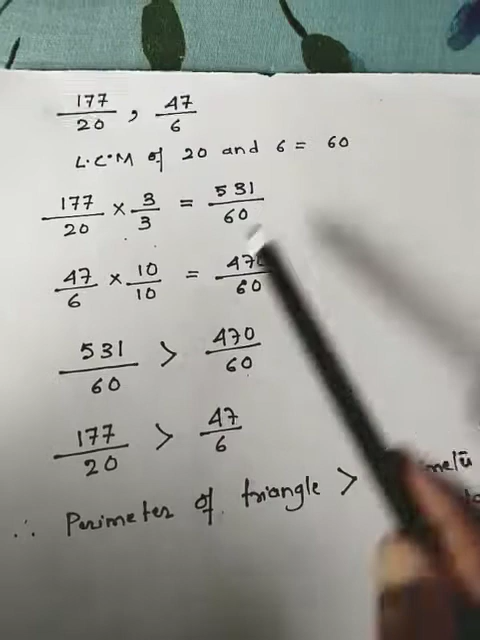 177/20 , 47/6
L.C.M of 20 and 6 = 60
177/20 × 3/3 = 531/60
47/6 × 10/10 = 470/60
531/60 > 470/60
177/20 > 47/6
∴ Perimeter of triangle >